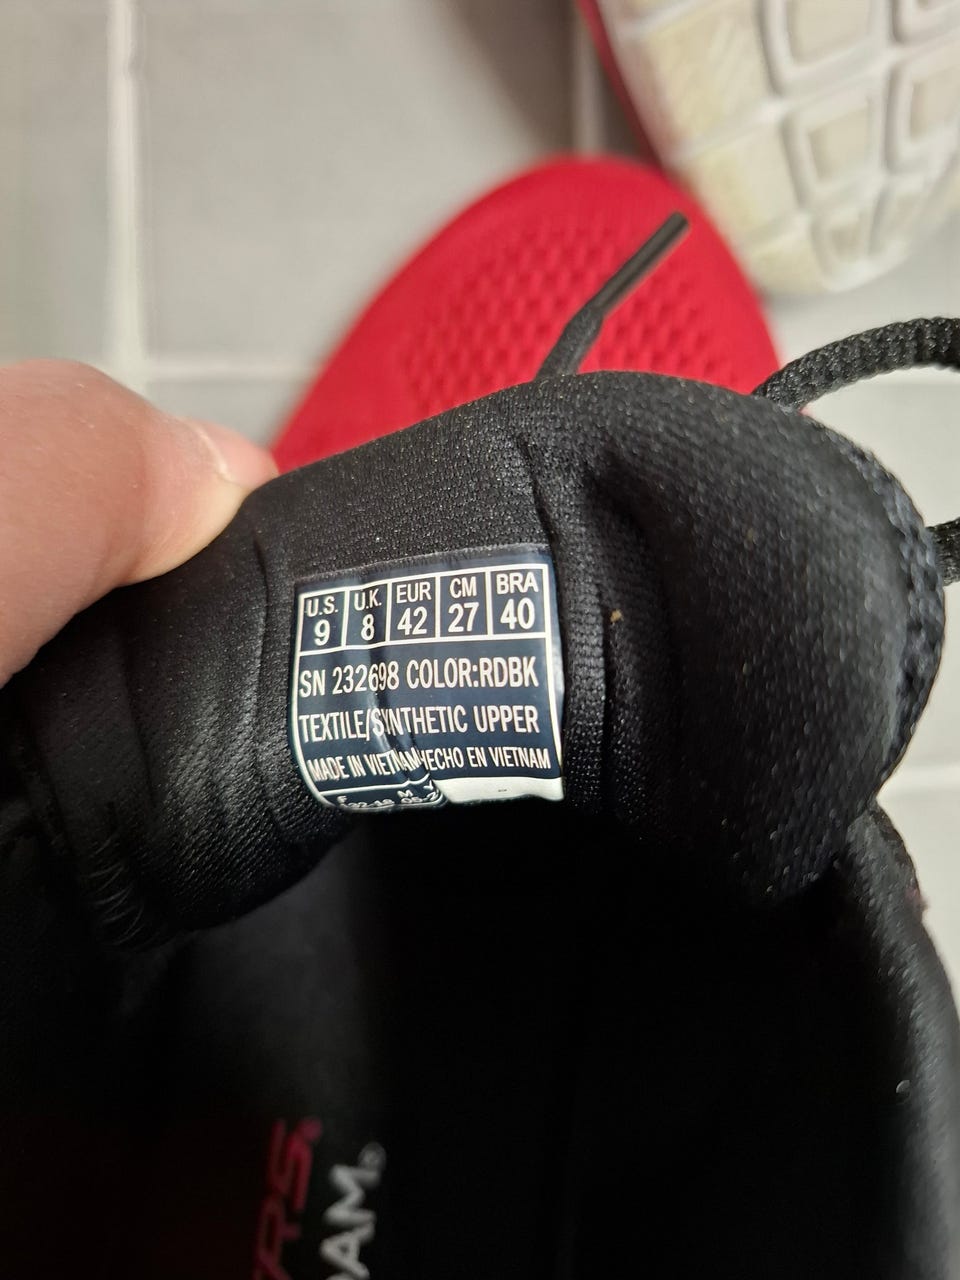 U.S. U.K. EUR CM BRA
9 8 42 27 40
SN 232698 COLOR:RDBK
TEXTILE/SYNTHETIC UPPER
MADE IN VIETNAM/HECHO EN VIETNAM